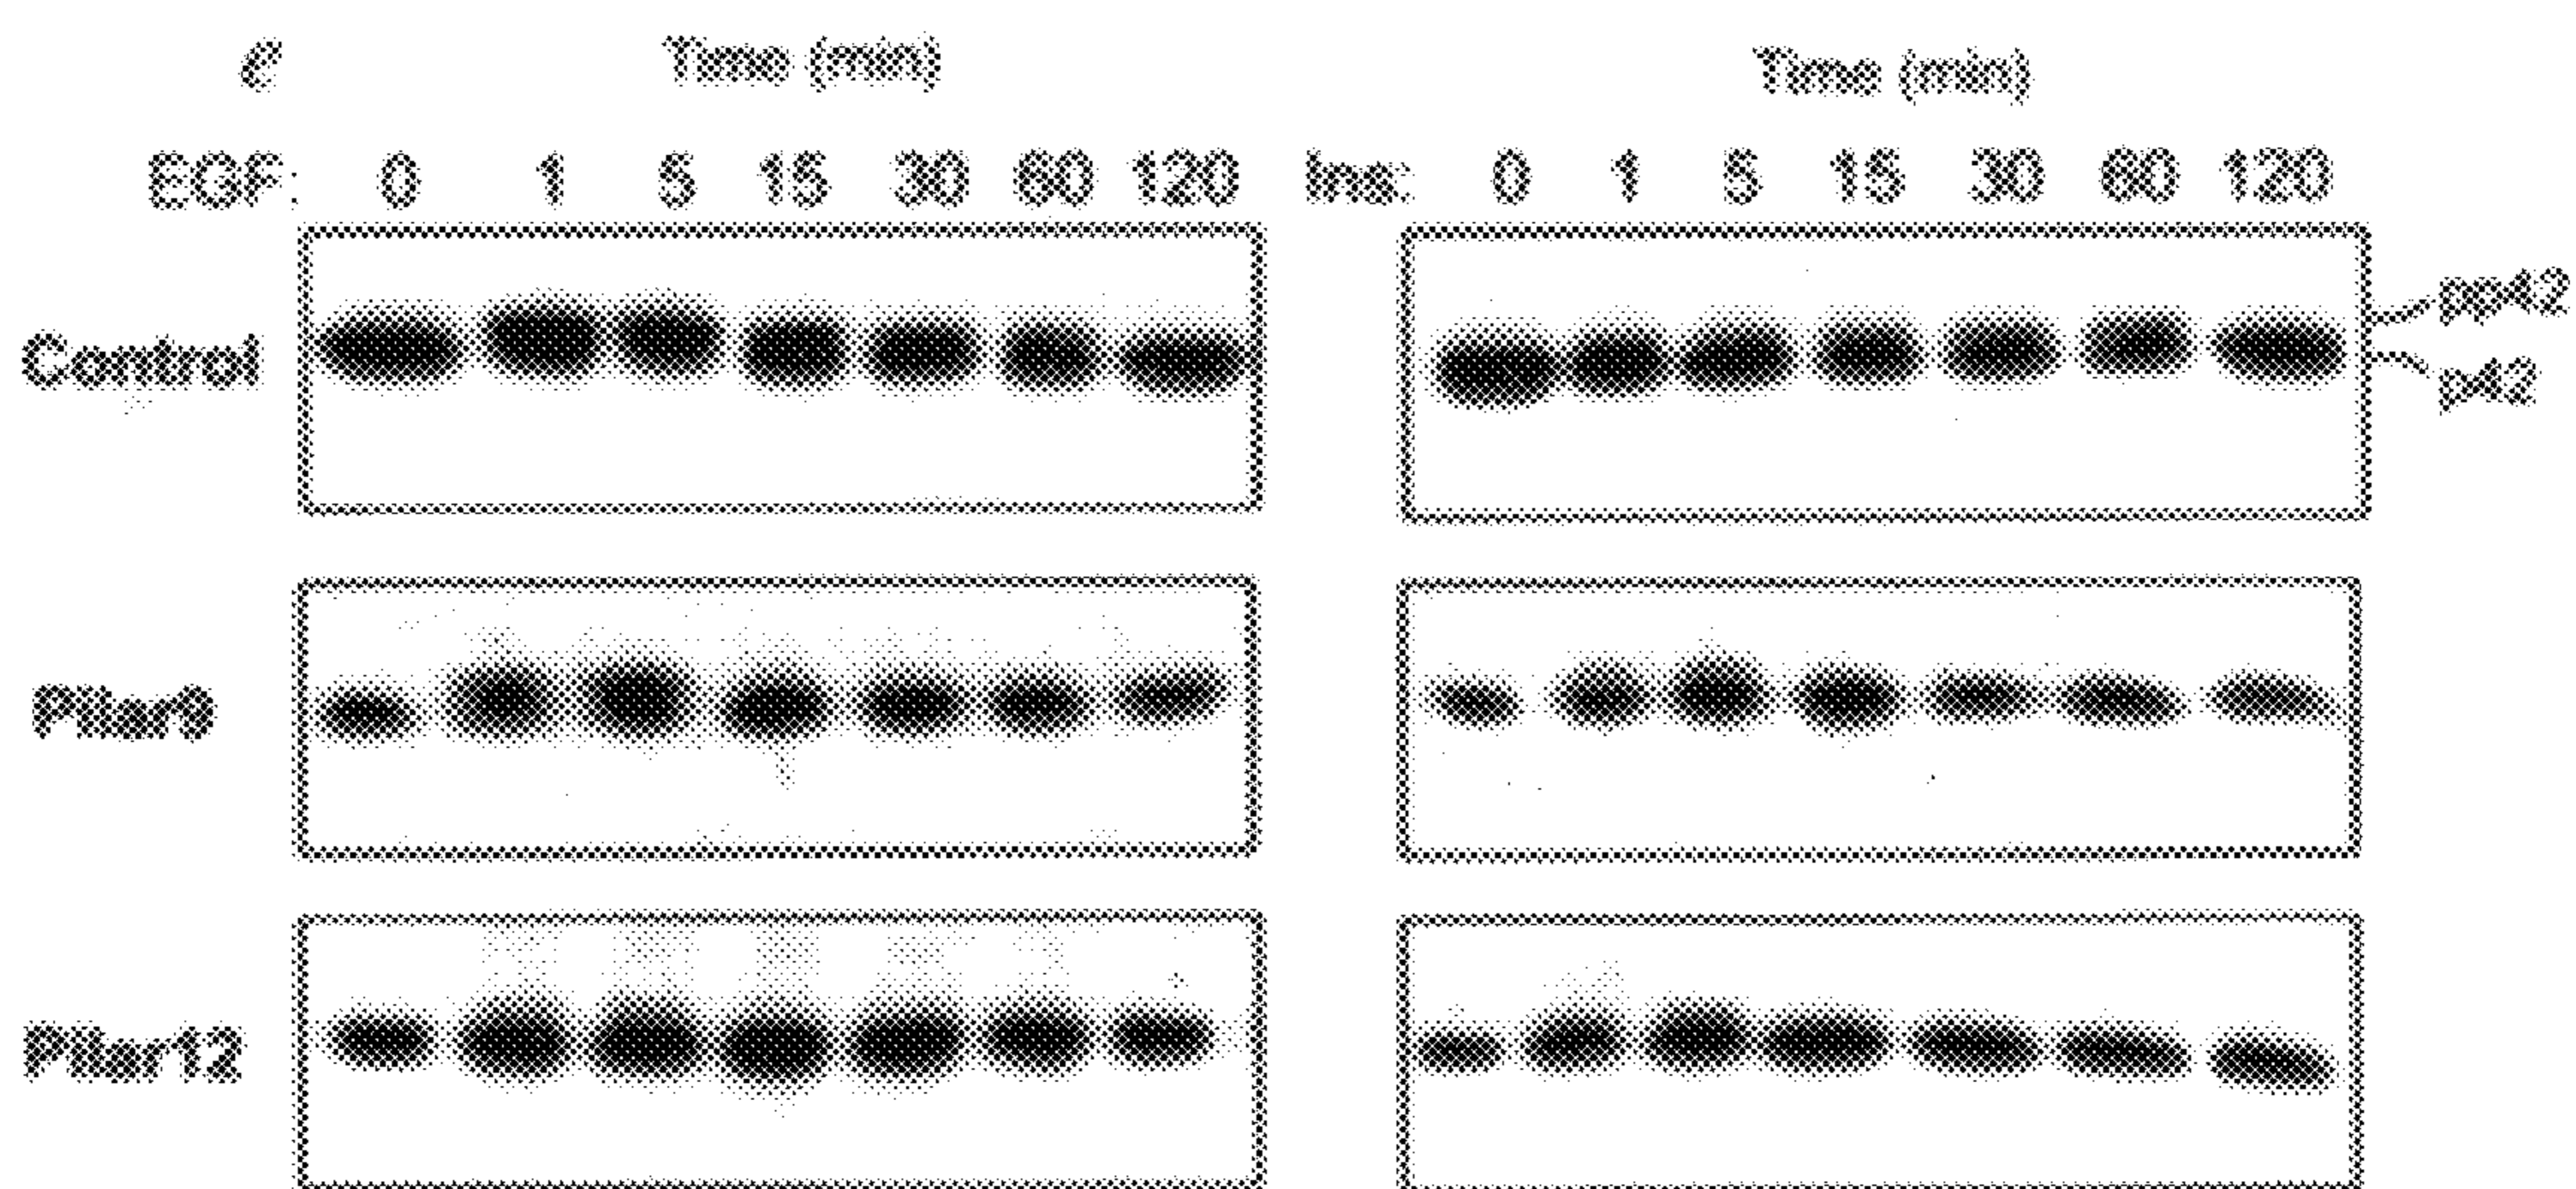 e Time (min) Time (min)
EGF: 0 1 5 15 30 60 120 Ins: 0 1 5 15 30 60 120
pp42
Control
p42
Pilar9
Pilar12